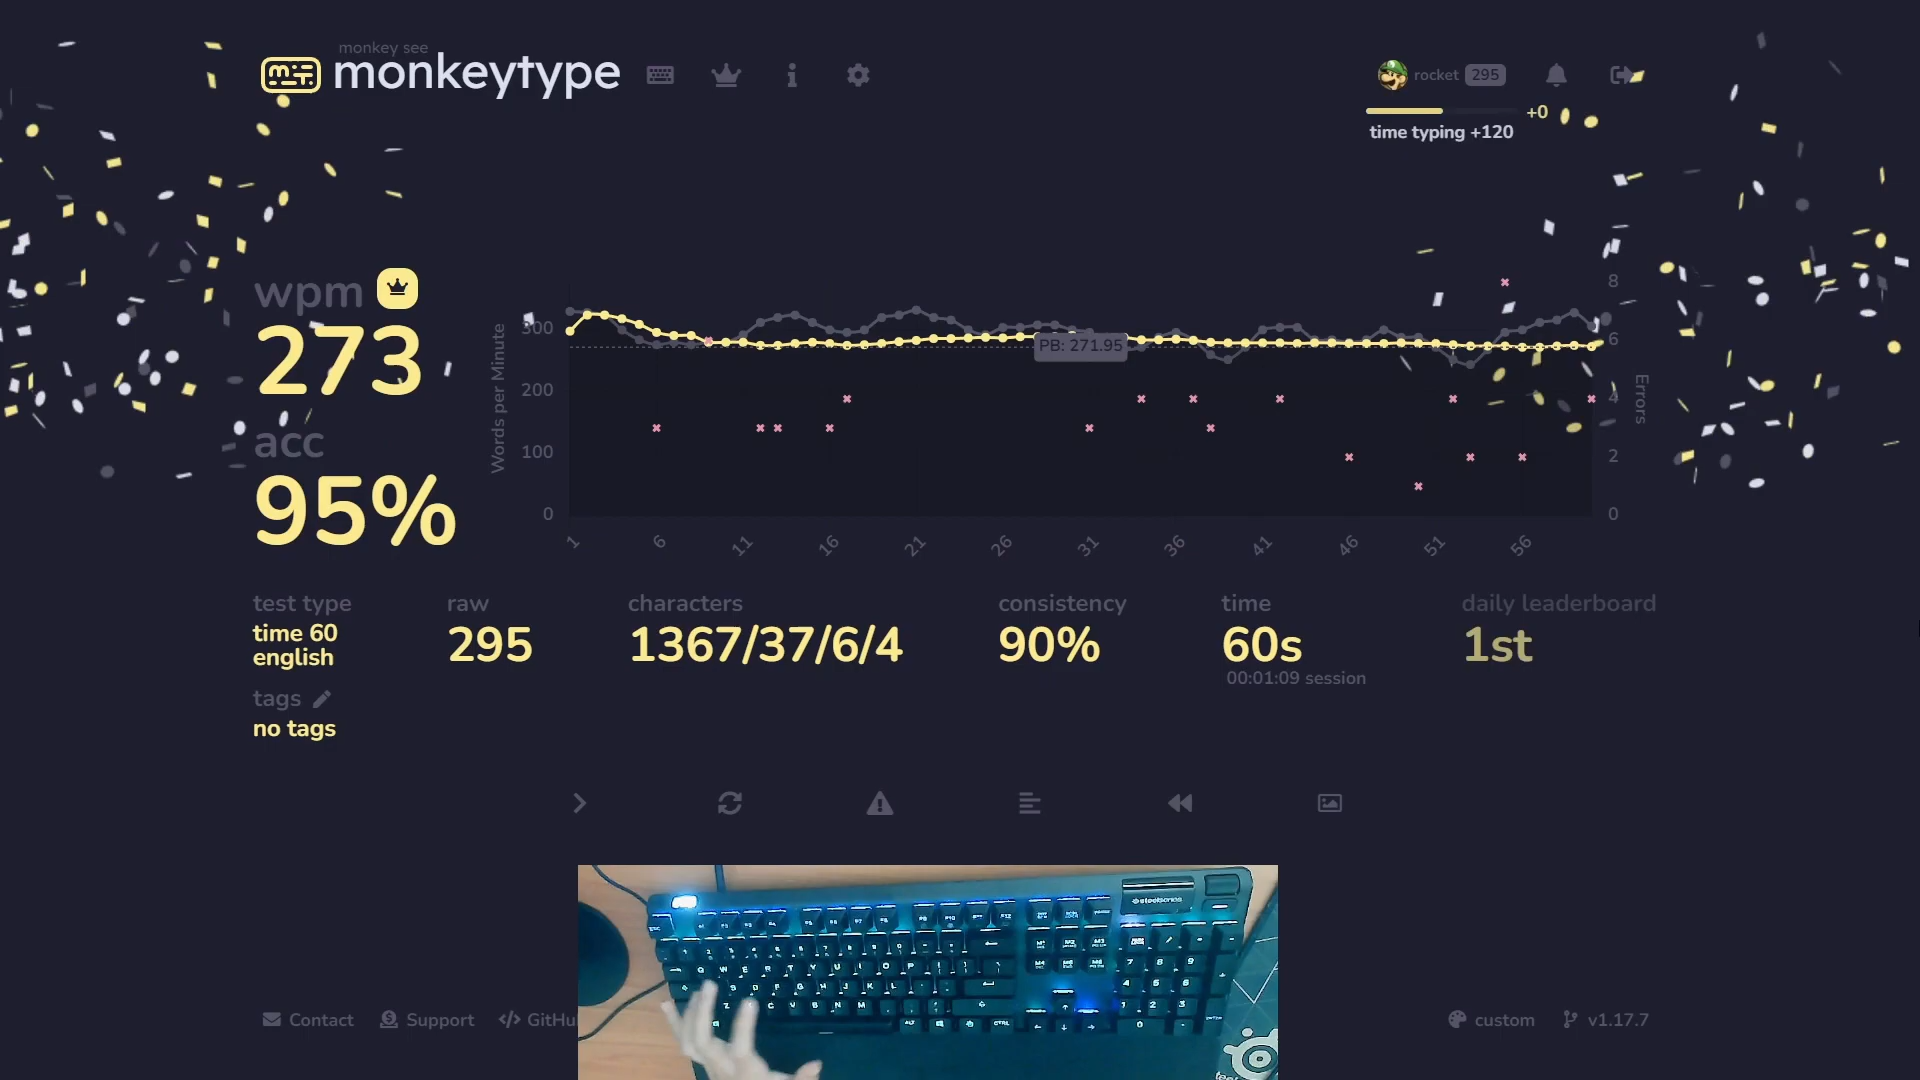 monkey see
monkeytype
rocket 295
+0
time typing +120
wpm
273
acc
95%
Words per Minute
300
200
100
0
PB: 271.95
8
6
4
2
0
Errors
1 6 11 16 21 26 31 36 41 46 51 56
test type
time 60
english
raw
295
characters
1367/37/6/4
consistency
90%
time
60s
00:01:09 session
daily leaderboard
1st
tags
no tags
steelseries
Contact
Support
GitHu
custom
v1.17.7